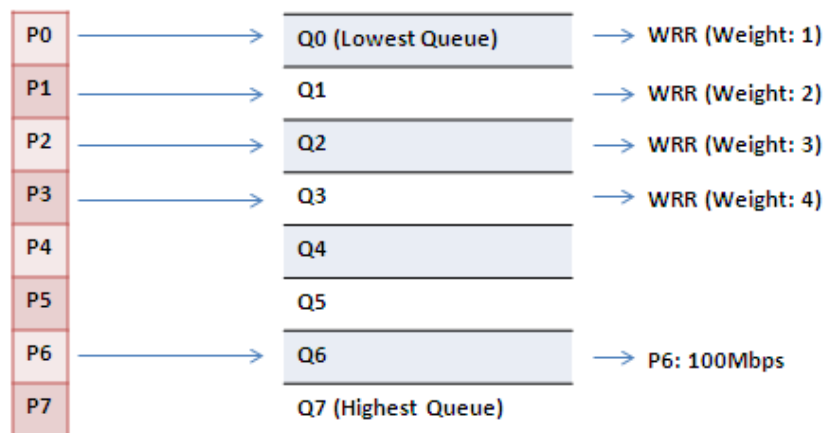 P0 Q0 (Lowest Queue) WRR (Weight: 1)
P1 Q1 WRR (Weight: 2)
P2 Q2 WRR (Weight: 3)
P3 Q3 WRR (Weight: 4)
P4 Q4
P5 Q5
P6 Q6 P6: 100Mbps
P7 Q7 (Highest Queue)